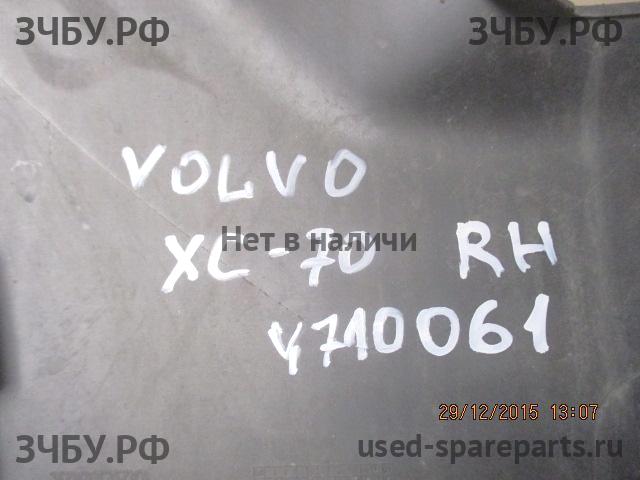 ЗЧБУ.РФ ЗЧБУ.РФ
VOLVO
Нет в наличи
XC-70 RH
У710061
29/12/2015 13:07
ЗЧБУ.РФ used-spareparts.ru